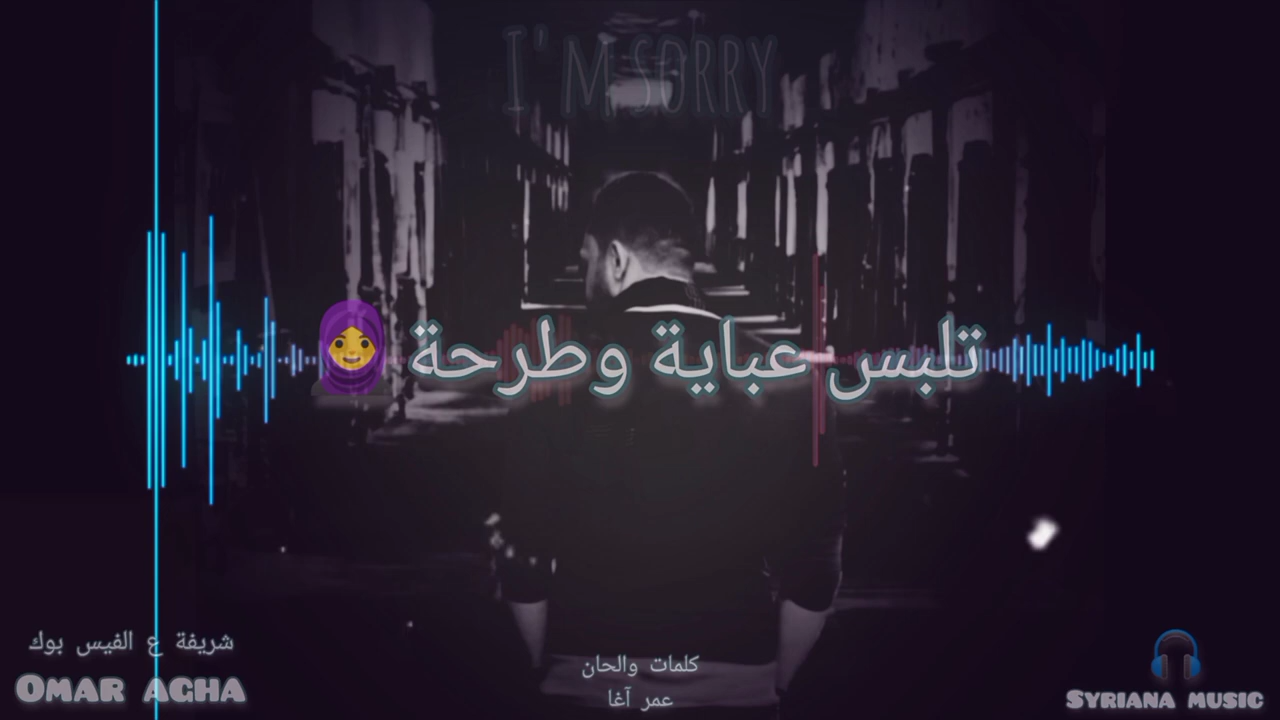 I'M SORRY
تلبس عباية وطرحة
شريفة ع الفيس بوك
OMAR AGHA
كلمات والحان
عمر آغا
SYRIANA MUSIC